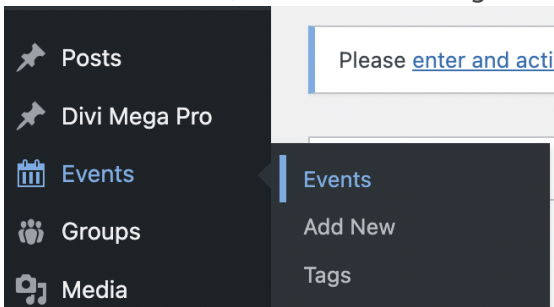 Posts
Please enter and acti
Divi Mega Pro
Events
Events
Add New
Groups
Tags
Media